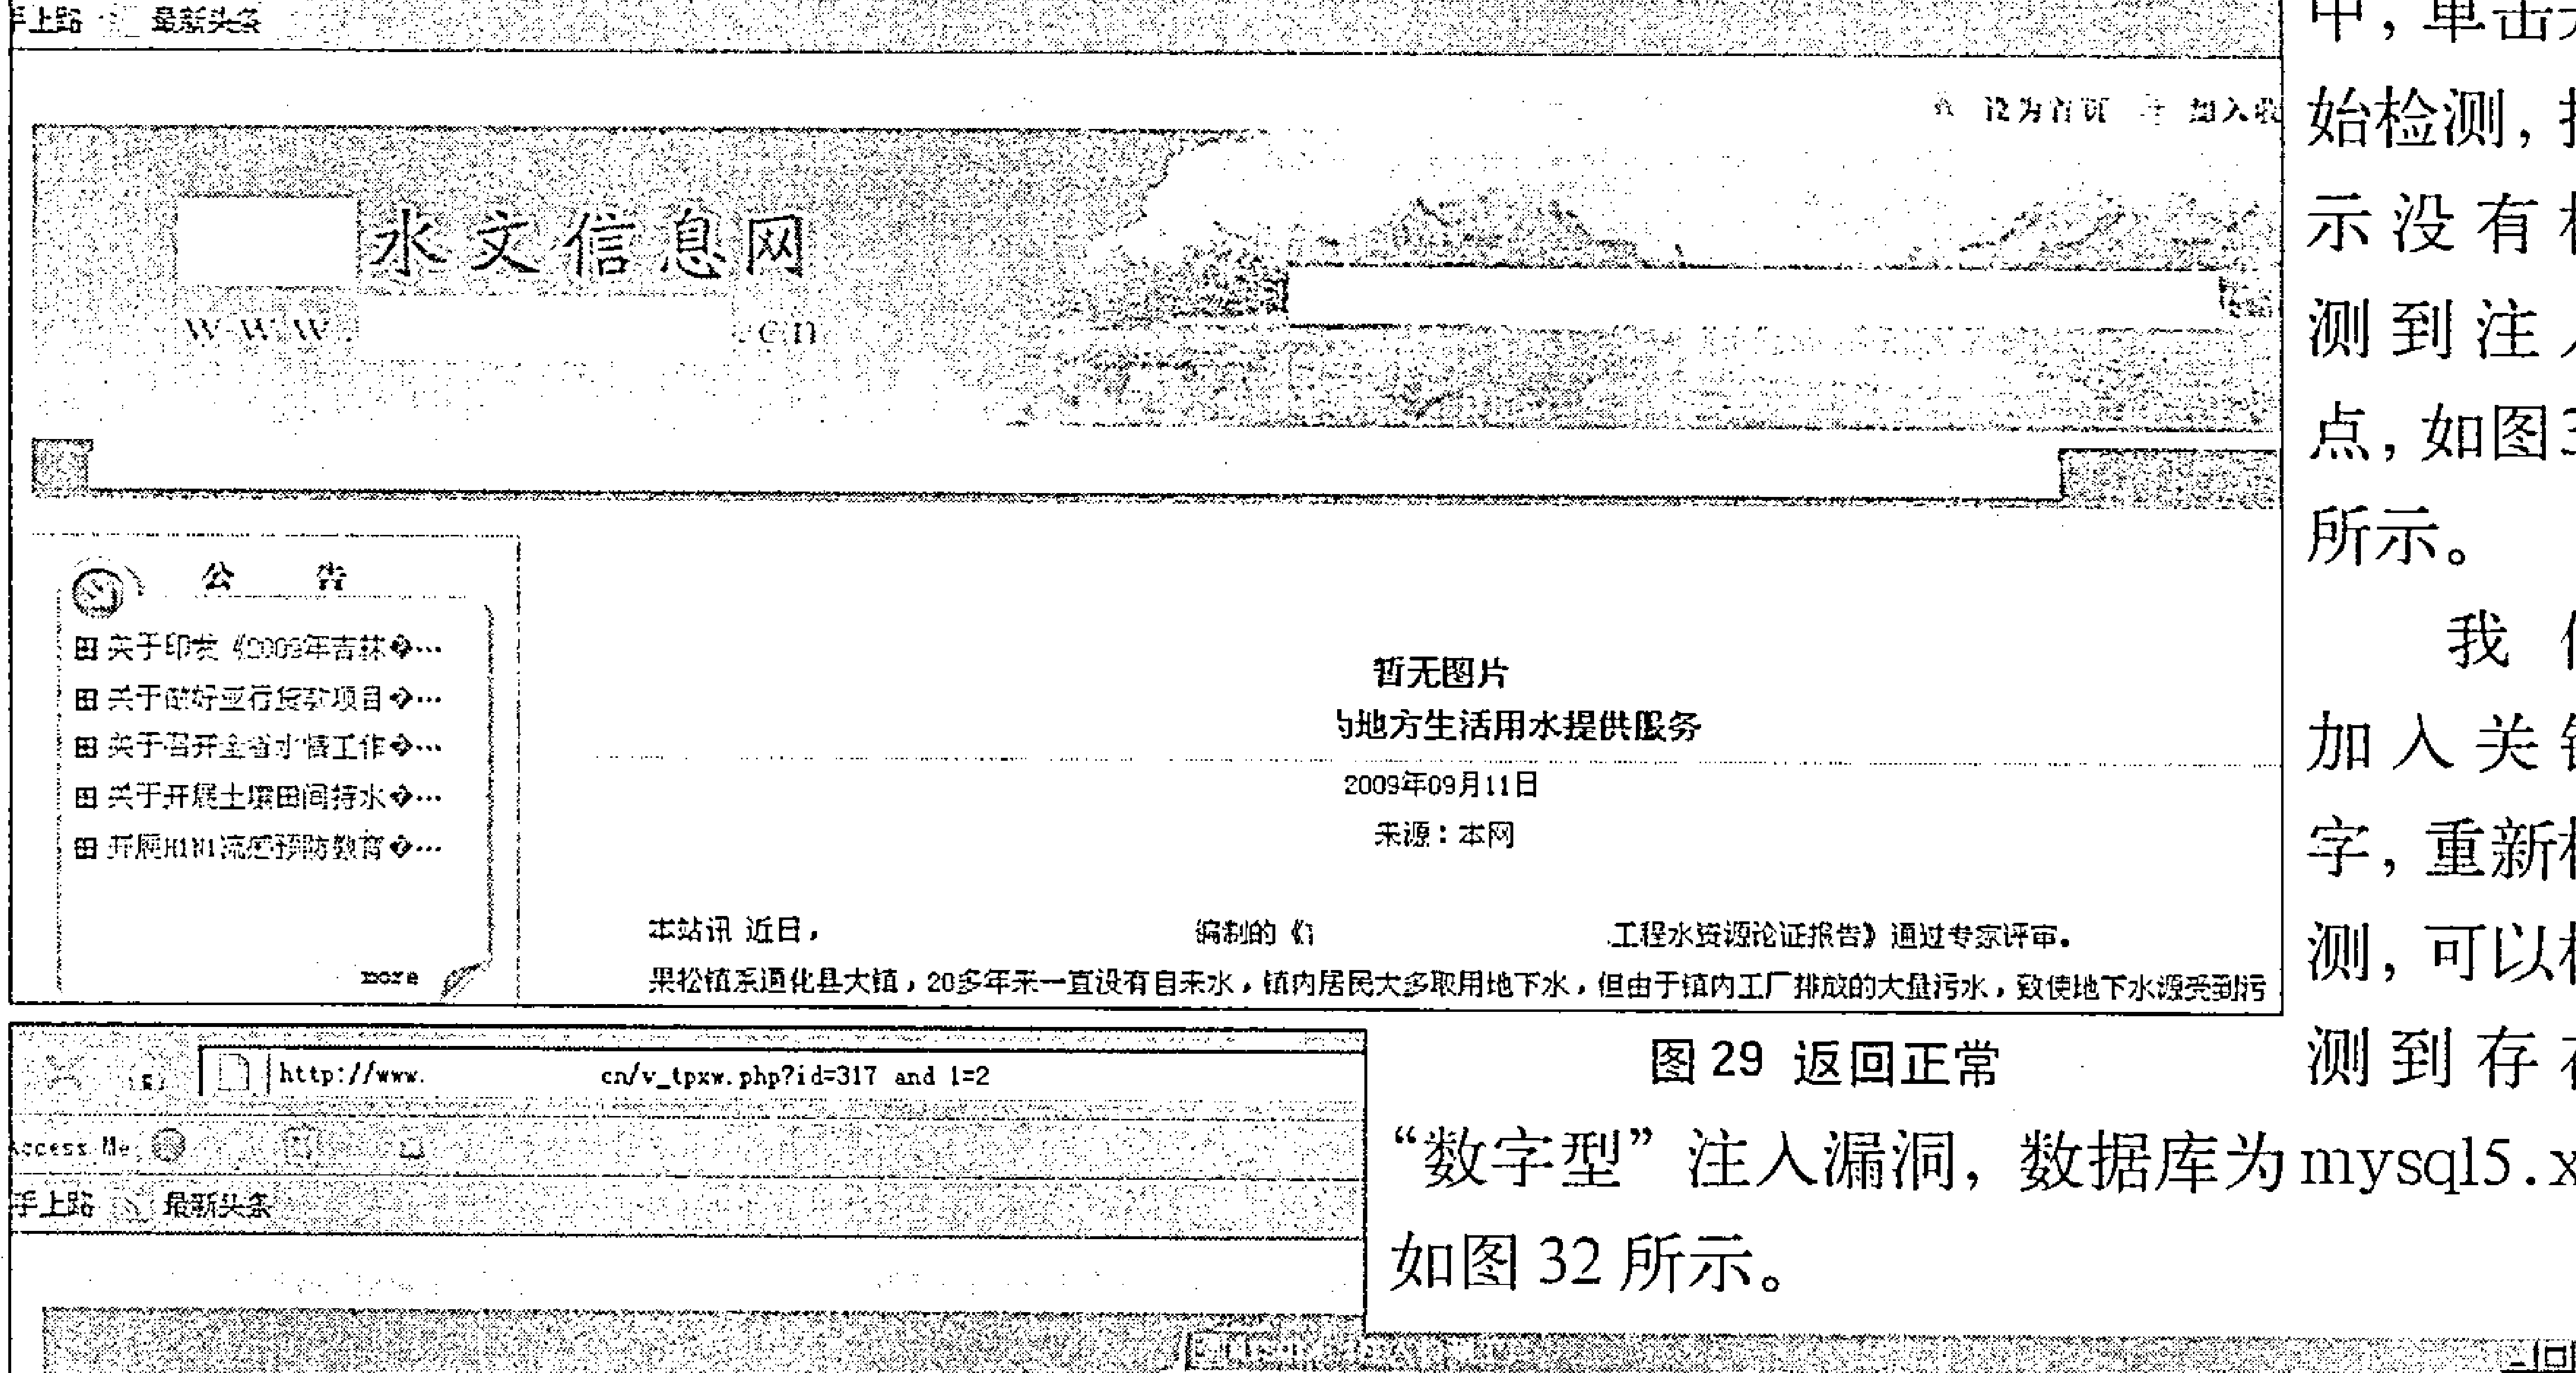 手上路 最新头条
设为首页 加入收
水文信息网
www. .cn
公 告
关于印发《2009年吉林�…
关于做好亚行贷款项目�…
关于召开全省水情工作�…
关于开展土壤田间持水�…
开展H1N1流感预防教育�…
more
暂无图片
地方生活用水提供服务
2009年09月11日
来源：本网
本站讯 近日， 编制的《 工程水资源论证报告》通过专家评审。
果松镇系通化县大镇，20多年来一直没有自来水，镇内居民大多取用地下水，但由于镇内工厂排放的大量污水，致使地下水源受到污
图 29 返回正常
http://www. cn/v_tpxw.php?id=317 and 1=2
Access Me
手上路 最新头条
中，单击
始检测，
示没有
测到注
点，如图3
所示。
我
加入关
字，重新
测，可以
测到存
“数字型”注入漏洞，数据库为mysql5.x
如图 32 所示。